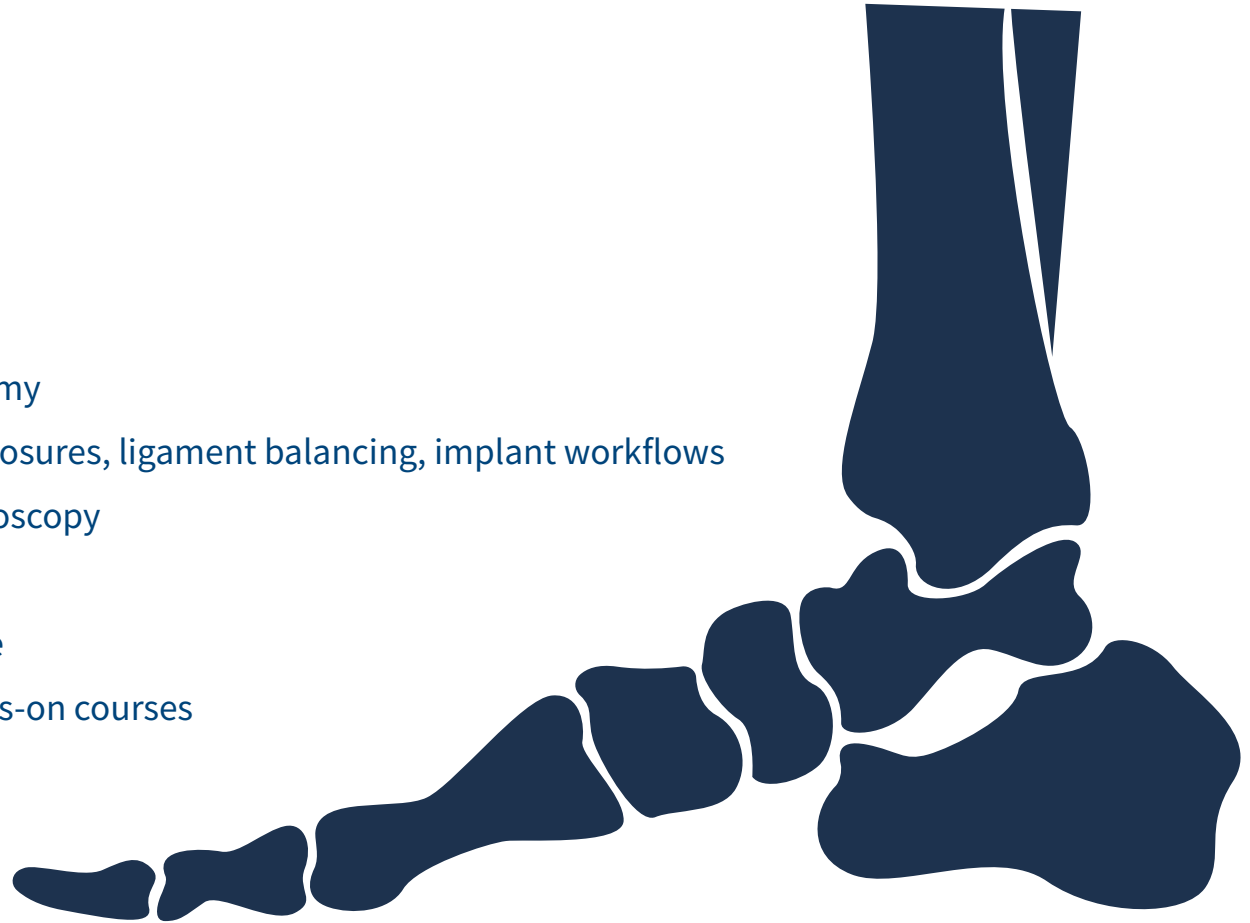 my
osures, ligament balancing, implant workflows
oscopy
e
s-on courses